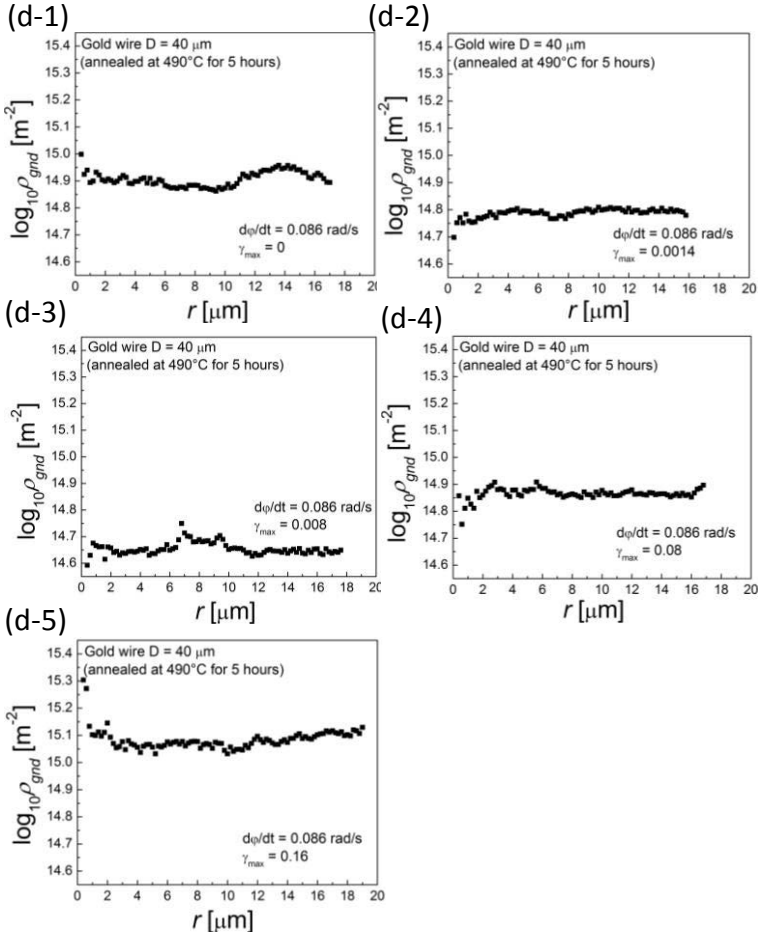 (d-1)
15.4
15.3
15.2
15.1
15.0
14.9
14.8
14.7
14.6
log₁₀ρgnd [m⁻²]
Gold wire D = 40 μm
(annealed at 490°C for 5 hours)
dφ/dt = 0.086 rad/s
γmax = 0
0 2 4 6 8 10 12 14 16 18 20
r [μm]
(d-2)
15.4
15.3
15.2
15.1
15.0
14.9
14.8
14.7
14.6
log₁₀ρgnd [m⁻²]
Gold wire D = 40 μm
(annealed at 490°C for 5 hours)
dφ/dt = 0.086 rad/s
γmax = 0.0014
0 2 4 6 8 10 12 14 16 18 20
r [μm]
(d-3)
15.4
15.3
15.2
15.1
15.0
14.9
14.8
14.7
14.6
log₁₀ρgnd [m⁻²]
Gold wire D = 40 μm
(annealed at 490°C for 5 hours)
dφ/dt = 0.086 rad/s
γmax = 0.008
0 2 4 6 8 10 12 14 16 18 20
r [μm]
(d-4)
15.4
15.3
15.2
15.1
15.0
14.9
14.8
14.7
14.6
log₁₀ρgnd [m⁻²]
Gold wire D = 40 μm
(annealed at 490°C for 5 hours)
dφ/dt = 0.086 rad/s
γmax = 0.08
0 2 4 6 8 10 12 14 16 18 20
r [μm]
(d-5)
15.4
15.3
15.2
15.1
15.0
14.9
14.8
14.7
14.6
log₁₀ρgnd [m⁻²]
Gold wire D = 40 μm
(annealed at 490°C for 5 hours)
dφ/dt = 0.086 rad/s
γmax = 0.16
0 2 4 6 8 10 12 14 16 18 20
r [μm]